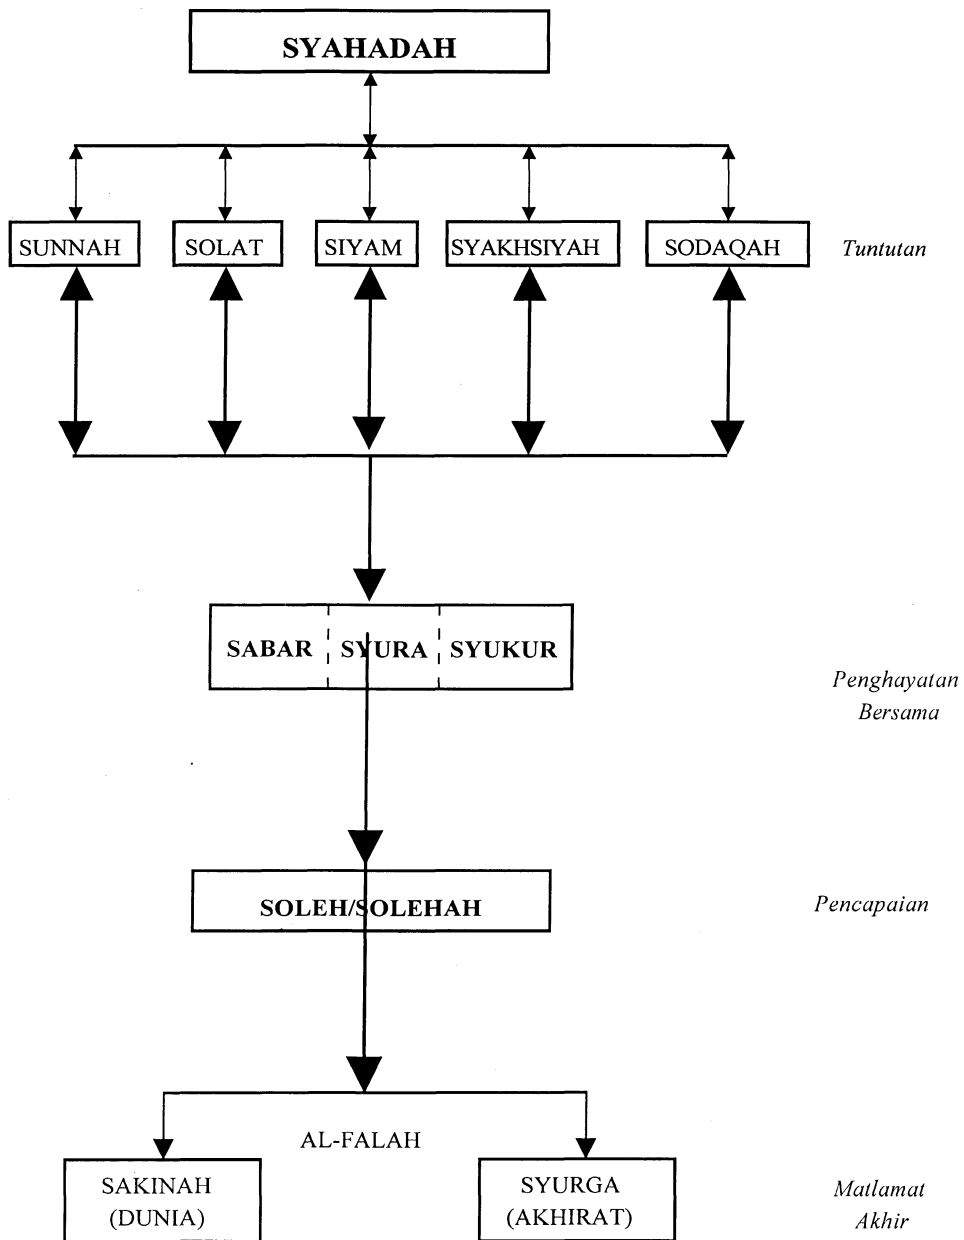 SYAHADAH
SUNNAH SOLAT SIYAM SYAKHSIYAH SODAQAH Tuntutan
SABAR SYURA SYUKUR
Penghayatan
Bersama
SOLEH/SOLEHAH Pencapaian
AL-FALAH
SAKINAH SYURGA Matlamat
(DUNIA) (AKHIRAT) Akhir